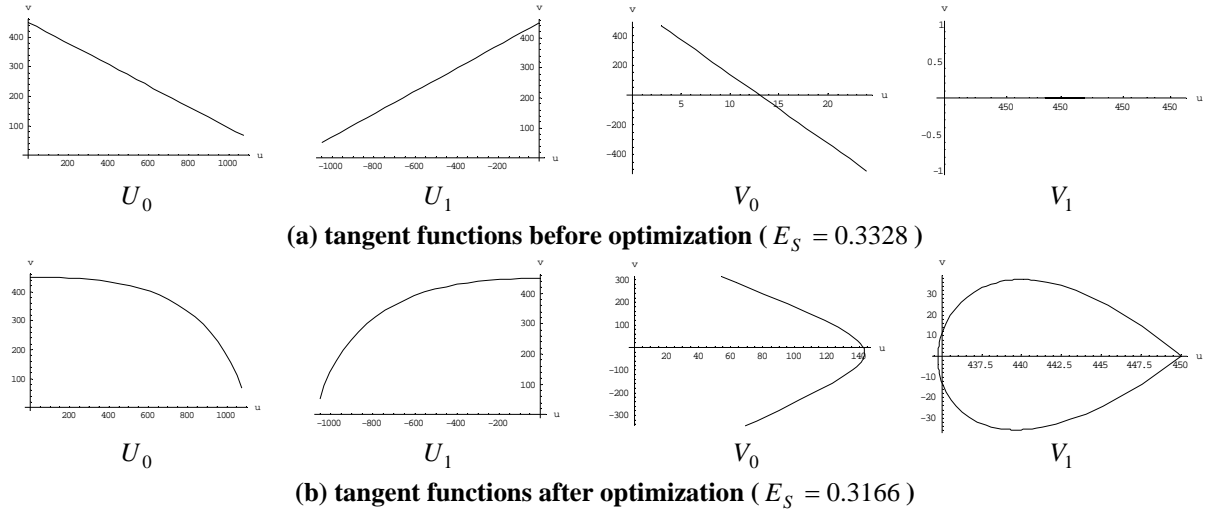 v v v v
400 300 200 100 200 400 600 800 1000 u
-1000 -800 -600 -400 -200 400 300 200 100 u
400 200 -200 -400 5 10 15 20 u
1 0.5 -0.5 -1 450 450 450 450 u
U0 U1 V0 V1
(a) tangent functions before optimization ( ES = 0.3328 )
v v v v
400 300 200 100 200 400 600 800 1000 u
-1000 -800 -600 -400 -200 400 300 200 100 u
300 200 100 -100 -200 -300 20 40 60 80 100 120 140 u
30 20 10 -10 -20 -30 437.5 440 442.5 445 447.5 450 u
U0 U1 V0 V1
(b) tangent functions after optimization ( ES = 0.3166 )